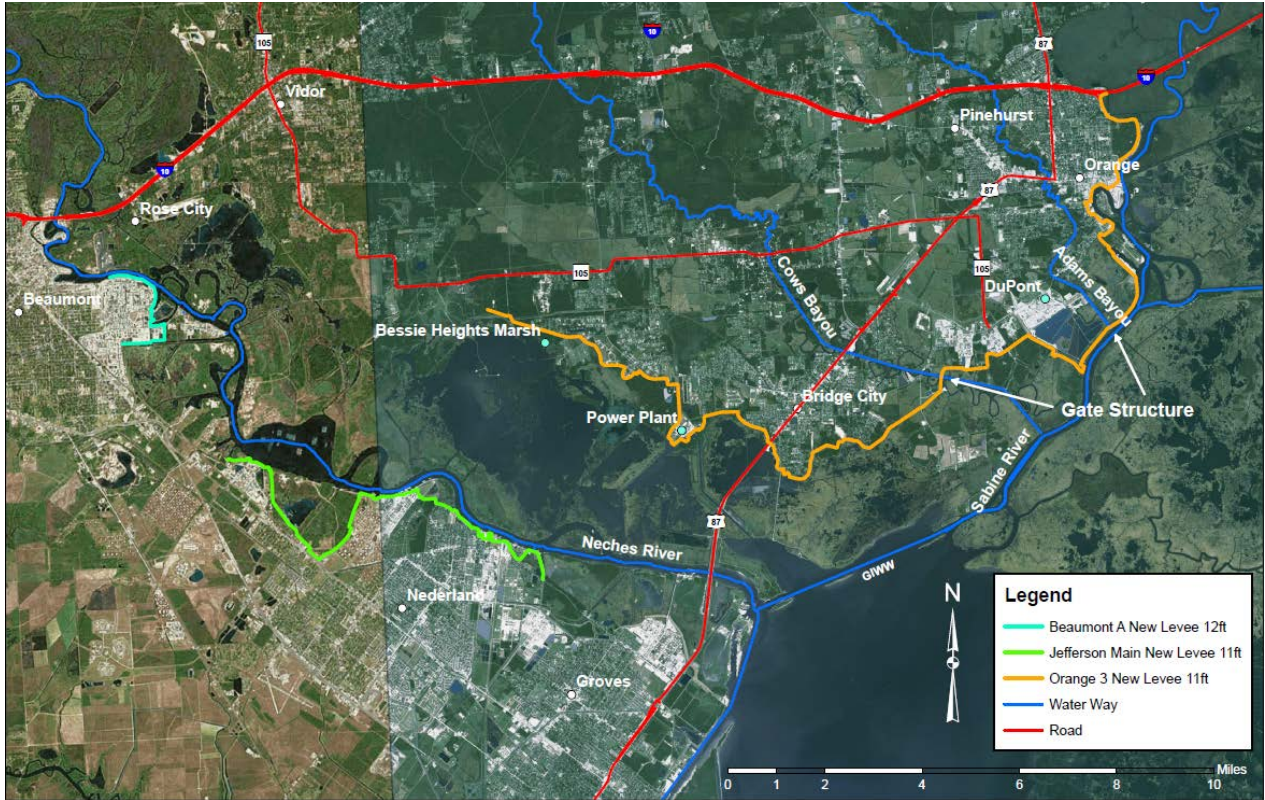 105
10
87
10
Vidor
Pinehurst
Orange
10
87
Rose City
105
105
Cows Bayou
Adams Bayou
DuPont
Beaumont
Bessie Heights Marsh
Bridge City
Gate Structure
Power Plant
Sabine River
87
Neches River
GIWW
Nederland
Groves
N
Legend
Beaumont A New Levee 12ft
Jefferson Main New Levee 11ft
Orange 3 New Levee 11ft
Water Way
Road
Miles
0 1 2 4 6 8 10